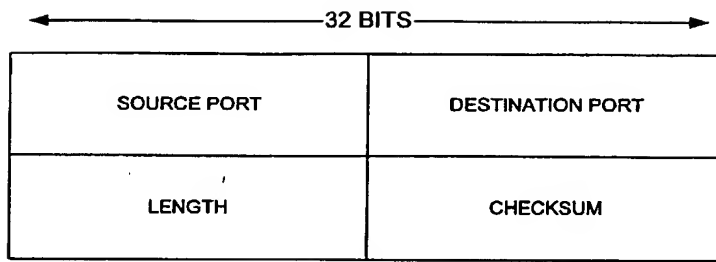 32 BITS
SOURCE PORT
DESTINATION PORT
LENGTH
CHECKSUM